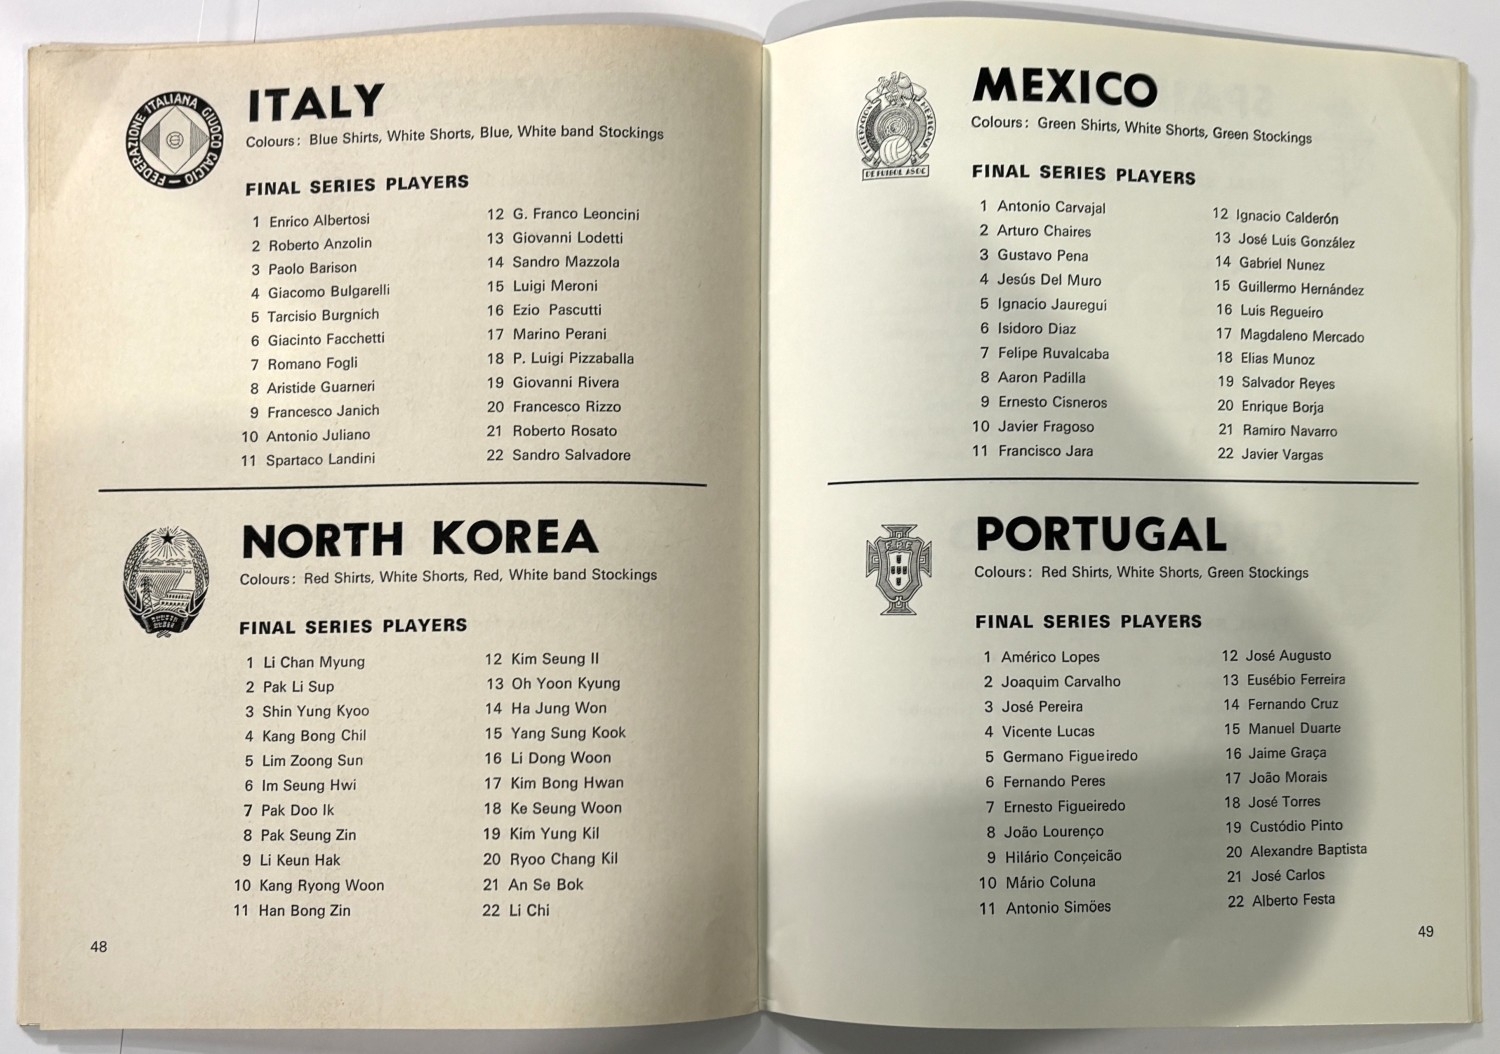 FEDERAZIONE ITALIANA GIUOCO CALCIO
ITALY
Colours: Blue Shirts, White Shorts, Blue, White band Stockings
FINAL SERIES PLAYERS
1 Enrico Albertosi
2 Roberto Anzolin
3 Paolo Barison
4 Giacomo Bulgarelli
5 Tarcisio Burgnich
6 Giacinto Facchetti
7 Romano Fogli
8 Aristide Guarneri
9 Francesco Janich
10 Antonio Juliano
11 Spartaco Landini
12 G. Franco Leoncini
13 Giovanni Lodetti
14 Sandro Mazzola
15 Luigi Meroni
16 Ezio Pascutti
17 Marino Perani
18 P. Luigi Pizzaballa
19 Giovanni Rivera
20 Francesco Rizzo
21 Roberto Rosato
22 Sandro Salvadore
NORTH KOREA
Colours: Red Shirts, White Shorts, Red, White band Stockings
FINAL SERIES PLAYERS
1 Li Chan Myung
2 Pak Li Sup
3 Shin Yung Kyoo
4 Kang Bong Chil
5 Lim Zoong Sun
6 Im Seung Hwi
7 Pak Doo Ik
8 Pak Seung Zin
9 Li Keun Hak
10 Kang Ryong Woon
11 Han Bong Zin
12 Kim Seung Il
13 Oh Yoon Kyung
14 Ha Jung Won
15 Yang Sung Kook
16 Li Dong Woon
17 Kim Bong Hwan
18 Ke Seung Woon
19 Kim Yung Kil
20 Ryoo Chang Kil
21 An Se Bok
22 Li Chi
48
DE FUTBOL ASOC
MEXICO
Colours: Green Shirts, White Shorts, Green Stockings
FINAL SERIES PLAYERS
1 Antonio Carvajal
2 Arturo Chaires
3 Gustavo Pena
4 Jesús Del Muro
5 Ignacio Jauregui
6 Isidoro Diaz
7 Felipe Ruvalcaba
8 Aaron Padilla
9 Ernesto Cisneros
10 Javier Fragoso
11 Francisco Jara
12 Ignacio Calderón
13 José Luis González
14 Gabriel Nunez
15 Guillermo Hernández
16 Luis Regueiro
17 Magdaleno Mercado
18 Elias Munoz
19 Salvador Reyes
20 Enrique Borja
21 Ramiro Navarro
22 Javier Vargas
PORTUGAL
Colours: Red Shirts, White Shorts, Green Stockings
FINAL SERIES PLAYERS
1 Américo Lopes
2 Joaquim Carvalho
3 José Pereira
4 Vicente Lucas
5 Germano Figueiredo
6 Fernando Peres
7 Ernesto Figueiredo
8 João Lourenço
9 Hilário Conçeicão
10 Mário Coluna
11 Antonio Simöes
12 José Augusto
13 Eusébio Ferreira
14 Fernando Cruz
15 Manuel Duarte
16 Jaime Graça
17 João Morais
18 José Torres
19 Custódio Pinto
20 Alexandre Baptista
21 José Carlos
22 Alberto Festa
49